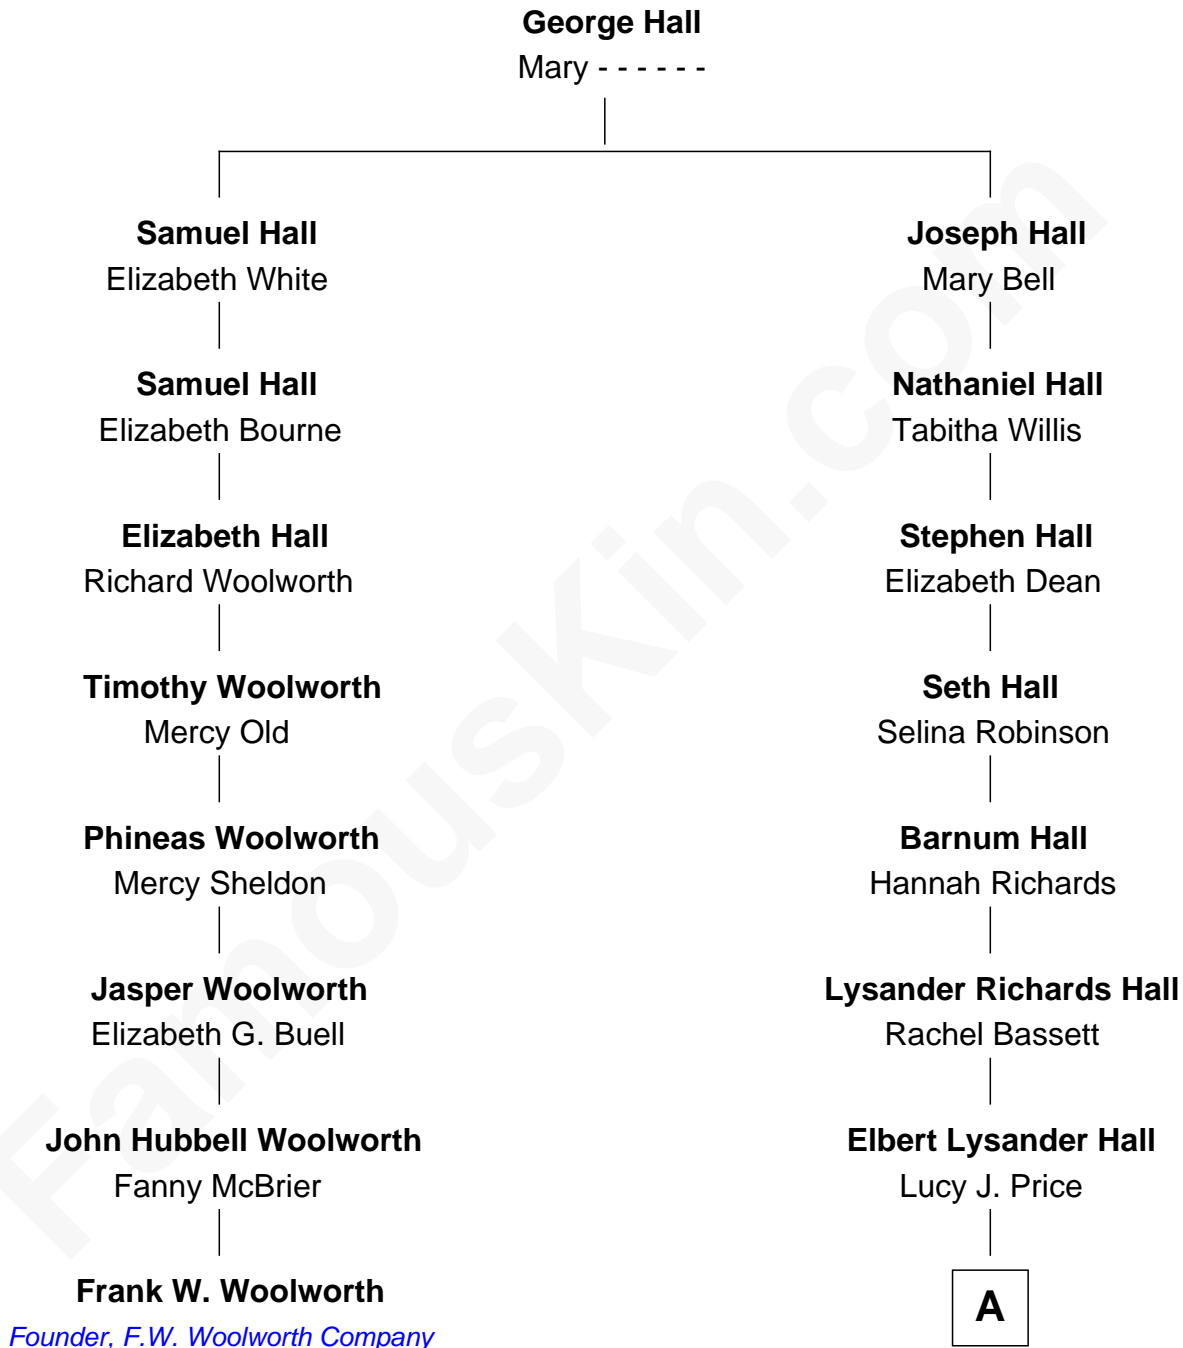 George Hall
Mary - - - - - -
Samuel Hall
Elizabeth White
Joseph Hall
Mary Bell
Samuel Hall
Elizabeth Bourne
Nathaniel Hall
Tabitha Willis
Elizabeth Hall
Richard Woolworth
Stephen Hall
Elizabeth Dean
Timothy Woolworth
Mercy Old
Seth Hall
Selina Robinson
Phineas Woolworth
Mercy Sheldon
Barnum Hall
Hannah Richards
Jasper Woolworth
Elizabeth G. Buell
Lysander Richards Hall
Rachel Bassett
John Hubbell Woolworth
Fanny McBrier
Elbert Lysander Hall
Lucy J. Price
Frank W. Woolworth
Founder, F.W. Woolworth Company
A
FamousKin.com